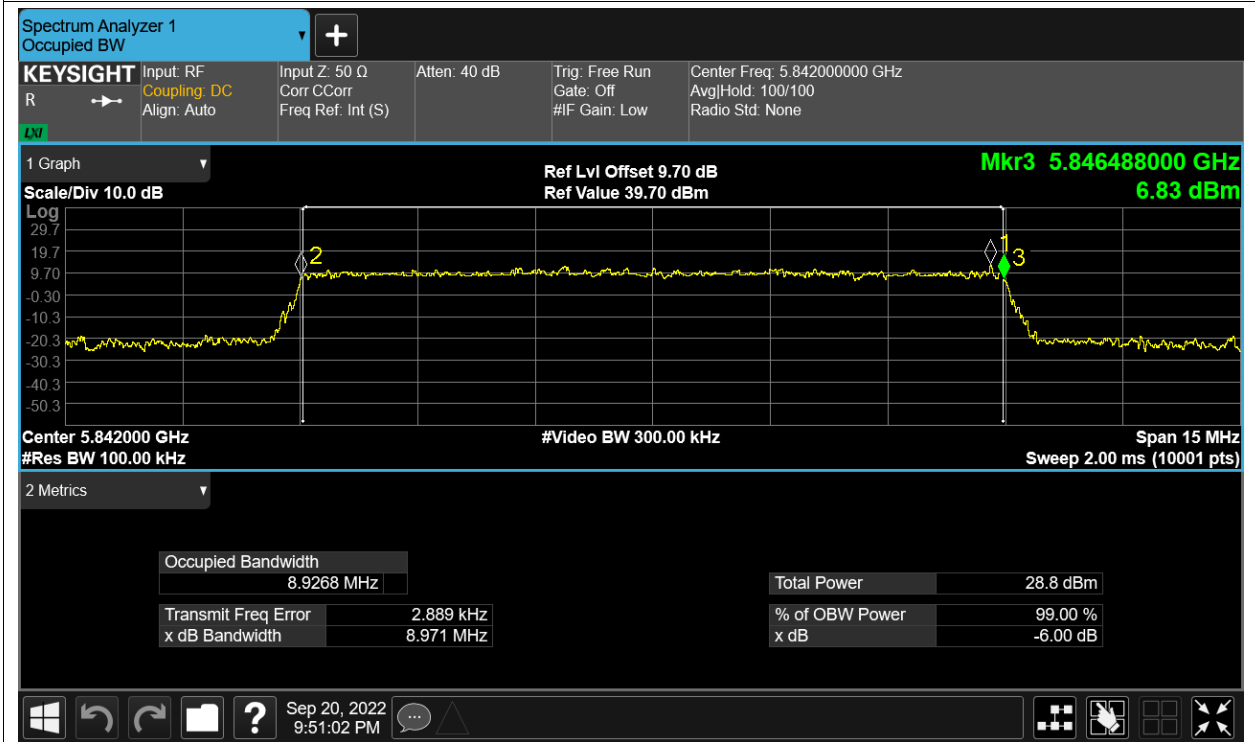 Spectrum Analyzer 1
Occupied BW
KEYSIGHT
R
LXI
Input: RF
Coupling: DC
Align: Auto
Input Z: 50 Ω
Corr CCorr
Freq Ref: Int (S)
Atten: 40 dB
Trig: Free Run
Gate: Off
#IF Gain: Low
Center Freq: 5.842000000 GHz
Avg|Hold: 100/100
Radio Std: None
1 Graph
Scale/Div 10.0 dB
Ref Lvl Offset 9.70 dB
Ref Value 39.70 dBm
Mkr3 5.846488000 GHz
6.83 dBm
Log
29.7
19.7
9.70
-0.30
-10.3
-20.3
-30.3
-40.3
-50.3
2
1
3
Center 5.842000 GHz
#Res BW 100.00 kHz
#Video BW 300.00 kHz
Span 15 MHz
Sweep 2.00 ms (10001 pts)
2 Metrics
Occupied Bandwidth
8.9268 MHz
Transmit Freq Error 2.889 kHz
x dB Bandwidth 8.971 MHz
Total Power 28.8 dBm
% of OBW Power 99.00 %
x dB -6.00 dB
?
Sep 20, 2022
9:51:02 PM